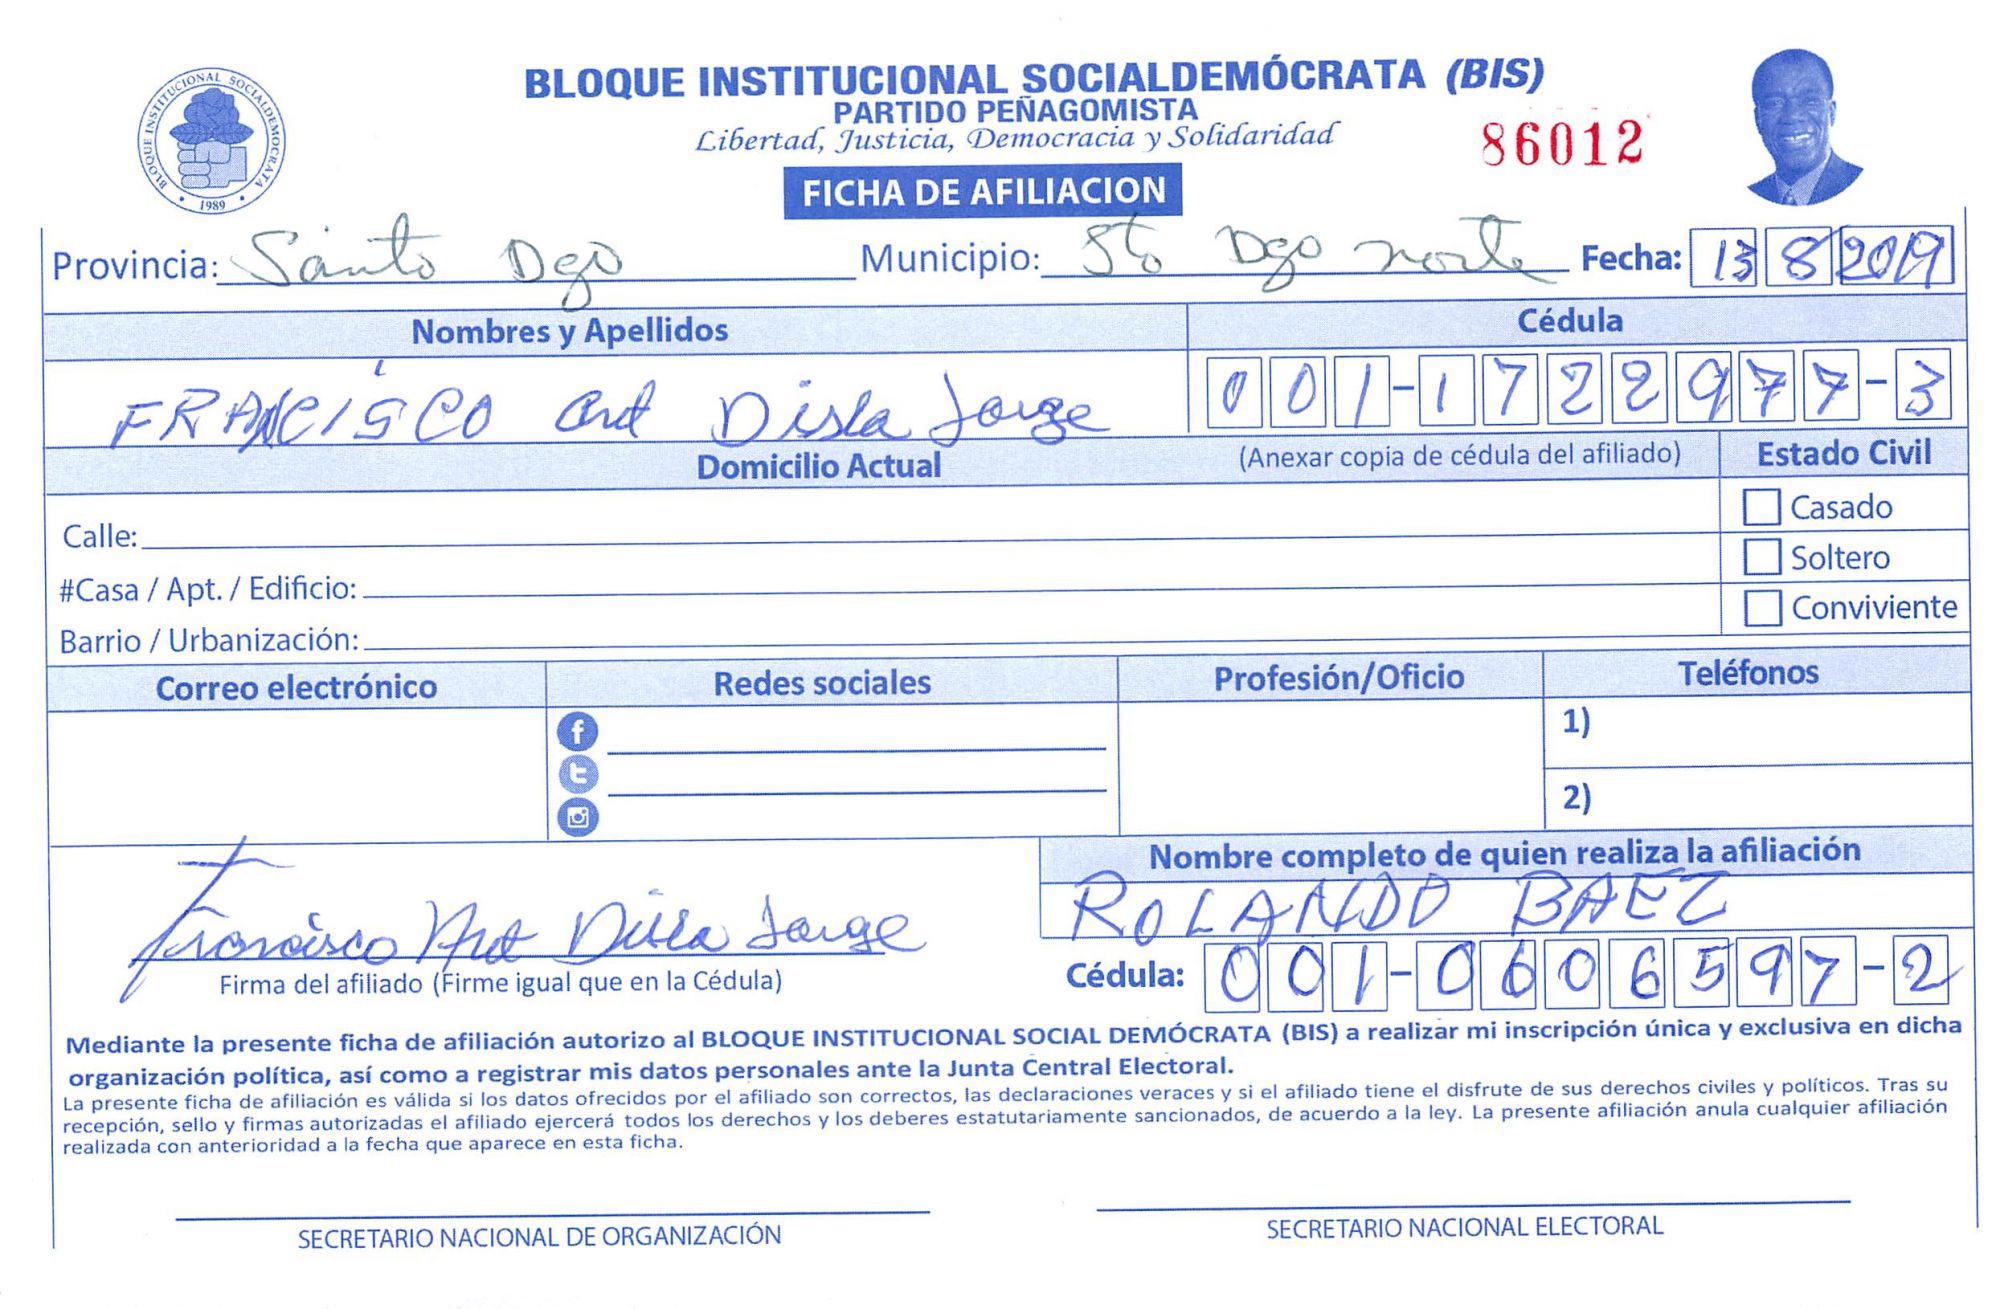 BLOQUE INSTITUCIONAL SOCIALDEMOCRATA
1989
BLOQUE INSTITUCIONAL SOCIALDEMÓCRATA (BIS)
PARTIDO PEÑAGOMISTA
Libertad, Justicia, Democracia y Solidaridad
86012
FICHA DE AFILIACION
Provincia: Santo Dgo Municipio: Sto Dgo norte Fecha: 13 8 2019
Nombres y Apellidos Cédula
FRANCISCO Ant Disla Jorge 001-1722977-3
Domicilio Actual (Anexar copia de cédula del afiliado) Estado Civil
Casado
Calle:
Soltero
#Casa / Apt. / Edificio:
Conviviente
Barrio / Urbanización:
Correo electrónico Redes sociales Profesión/Oficio Teléfonos
1)
2)
Nombre completo de quien realiza la afiliación
ROLANDO BAEZ
Francisco Ant Disla Jorge
Cédula: 001-0606597-2
Firma del afiliado (Firme igual que en la Cédula)
Mediante la presente ficha de afiliación autorizo al BLOQUE INSTITUCIONAL SOCIAL DEMÓCRATA (BIS) a realizar mi inscripción única y exclusiva en dicha
organización política, así como a registrar mis datos personales ante la Junta Central Electoral.
La presente ficha de afiliación es válida si los datos ofrecidos por el afiliado son correctos, las declaraciones veraces y si el afiliado tiene el disfrute de sus derechos civiles y políticos. Tras su
recepción, sello y firmas autorizadas el afiliado ejercerá todos los derechos y los deberes estatutariamente sancionados, de acuerdo a la ley. La presente afiliación anula cualquier afiliación
realizada con anterioridad a la fecha que aparece en esta ficha.
SECRETARIO NACIONAL DE ORGANIZACIÓN SECRETARIO NACIONAL ELECTORAL